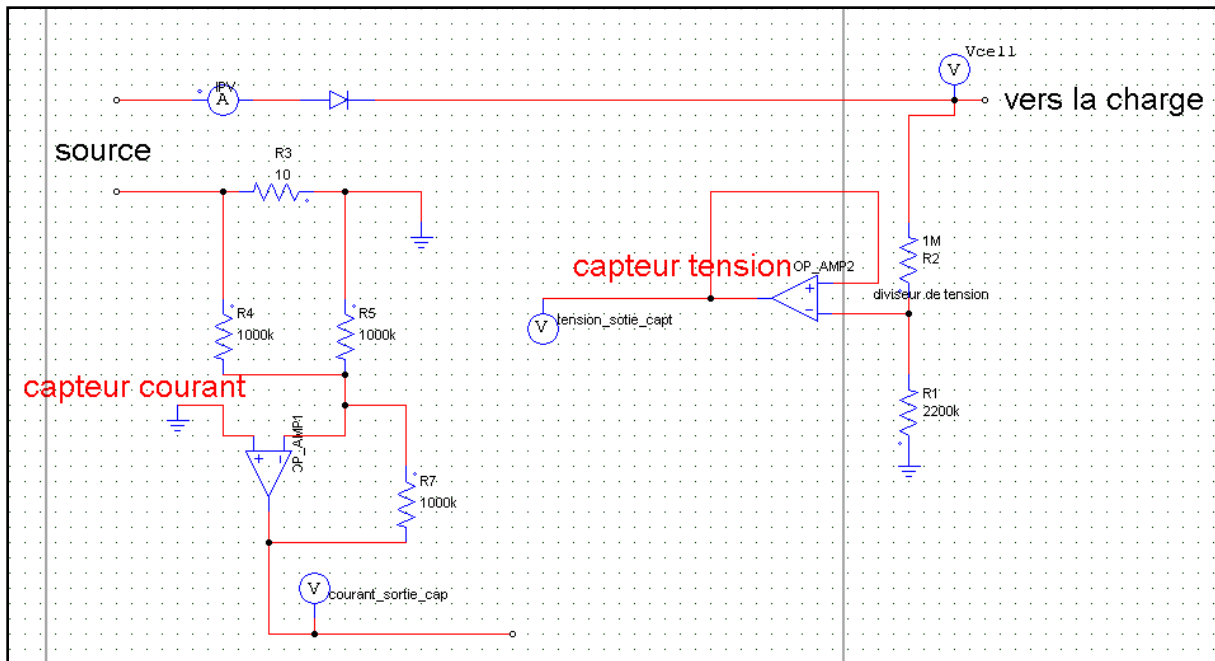 Vcell
V
IPV
A
vers la charge
source
R3
10
1M
R2
capteur tension
OP_AMP2
+
-
diviseur de tension
V
tension_sotie_capt
R4
1000k
R5
1000k
capteur courant
R1
2200k
+ -
OP_AMP1
R7
1000k
V
courant_sortie_cap